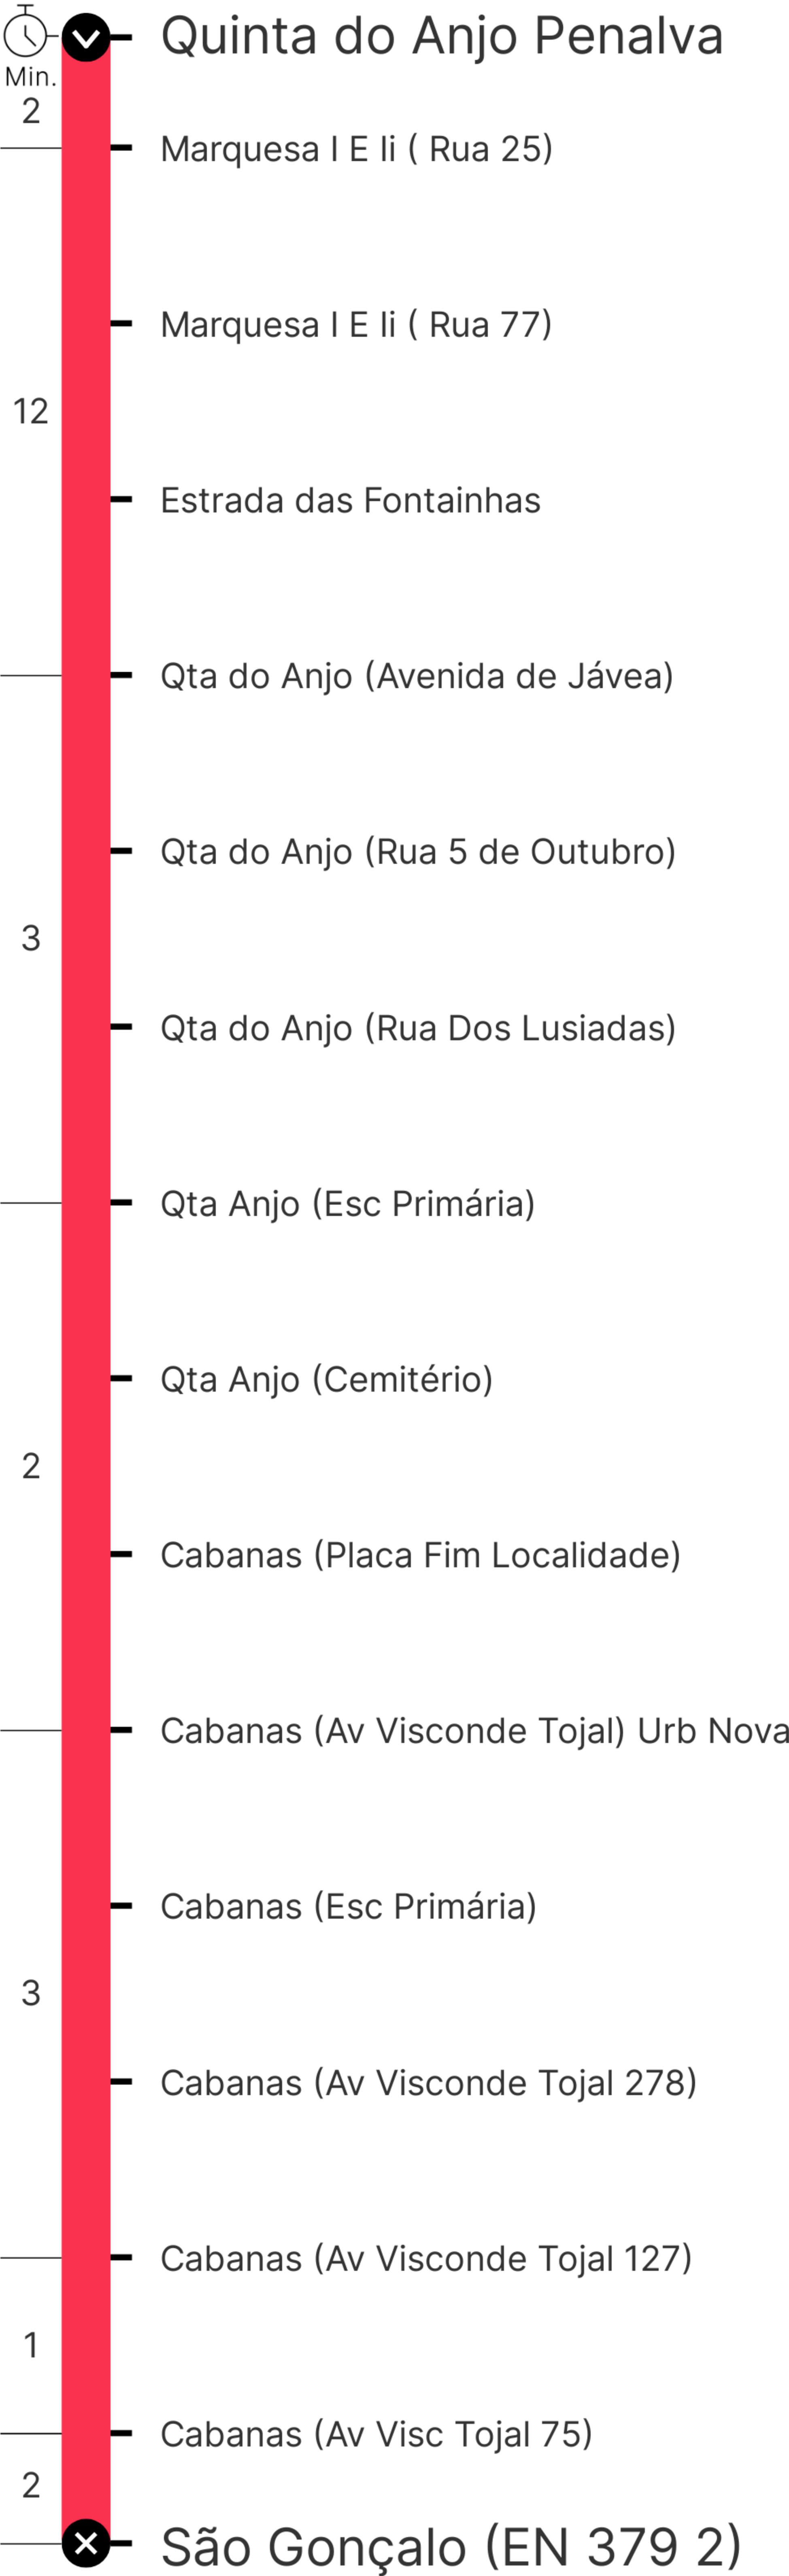 Quinta do Anjo Penalva
Min.
2
Marquesa I E Ii ( Rua 25)
Marquesa I E Ii ( Rua 77)
12
Estrada das Fontainhas
Qta do Anjo (Avenida de Jávea)
Qta do Anjo (Rua 5 de Outubro)
3
Qta do Anjo (Rua Dos Lusiadas)
Qta Anjo (Esc Primária)
Qta Anjo (Cemitério)
2
Cabanas (Placa Fim Localidade)
Cabanas (Av Visconde Tojal) Urb Nova
Cabanas (Esc Primária)
3
Cabanas (Av Visconde Tojal 278)
Cabanas (Av Visconde Tojal 127)
1
Cabanas (Av Visc Tojal 75)
2
São Gonçalo (EN 379 2)